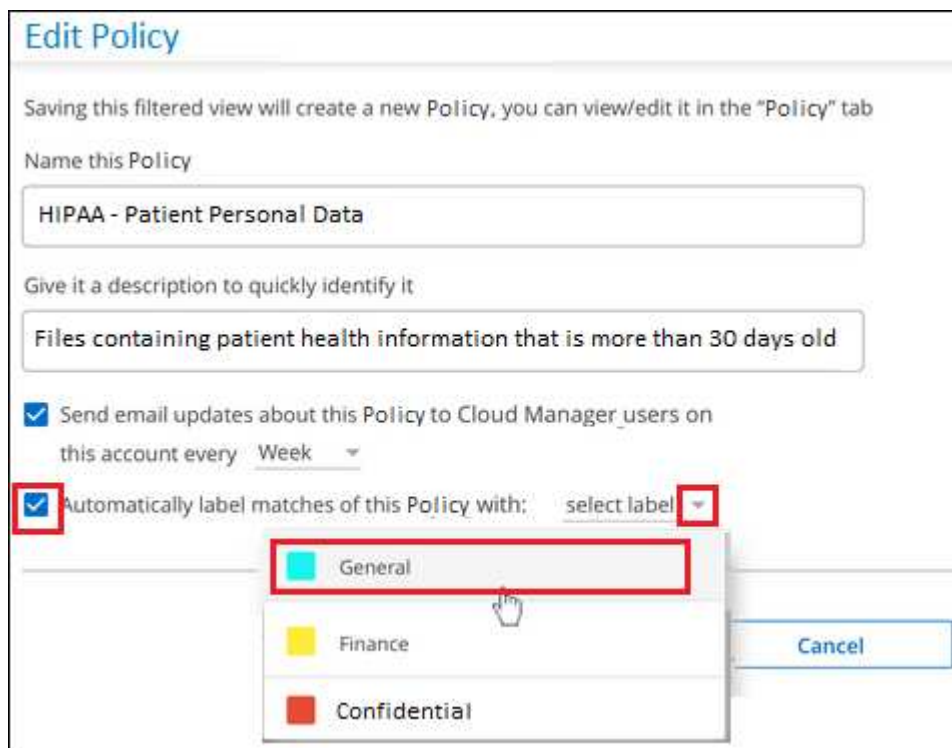 Edit Policy
Saving this filtered view will create a new Policy, you can view/edit it in the "Policy" tab
Name this Policy
HIPAA - Patient Personal Data
Give it a description to quickly identify it
Files containing patient health information that is more than 30 days old
Send email updates about this Policy to Cloud Manager users on
this account every Week
Automatically label matches of this Policy with: select label
General
Finance
Cancel
Confidential